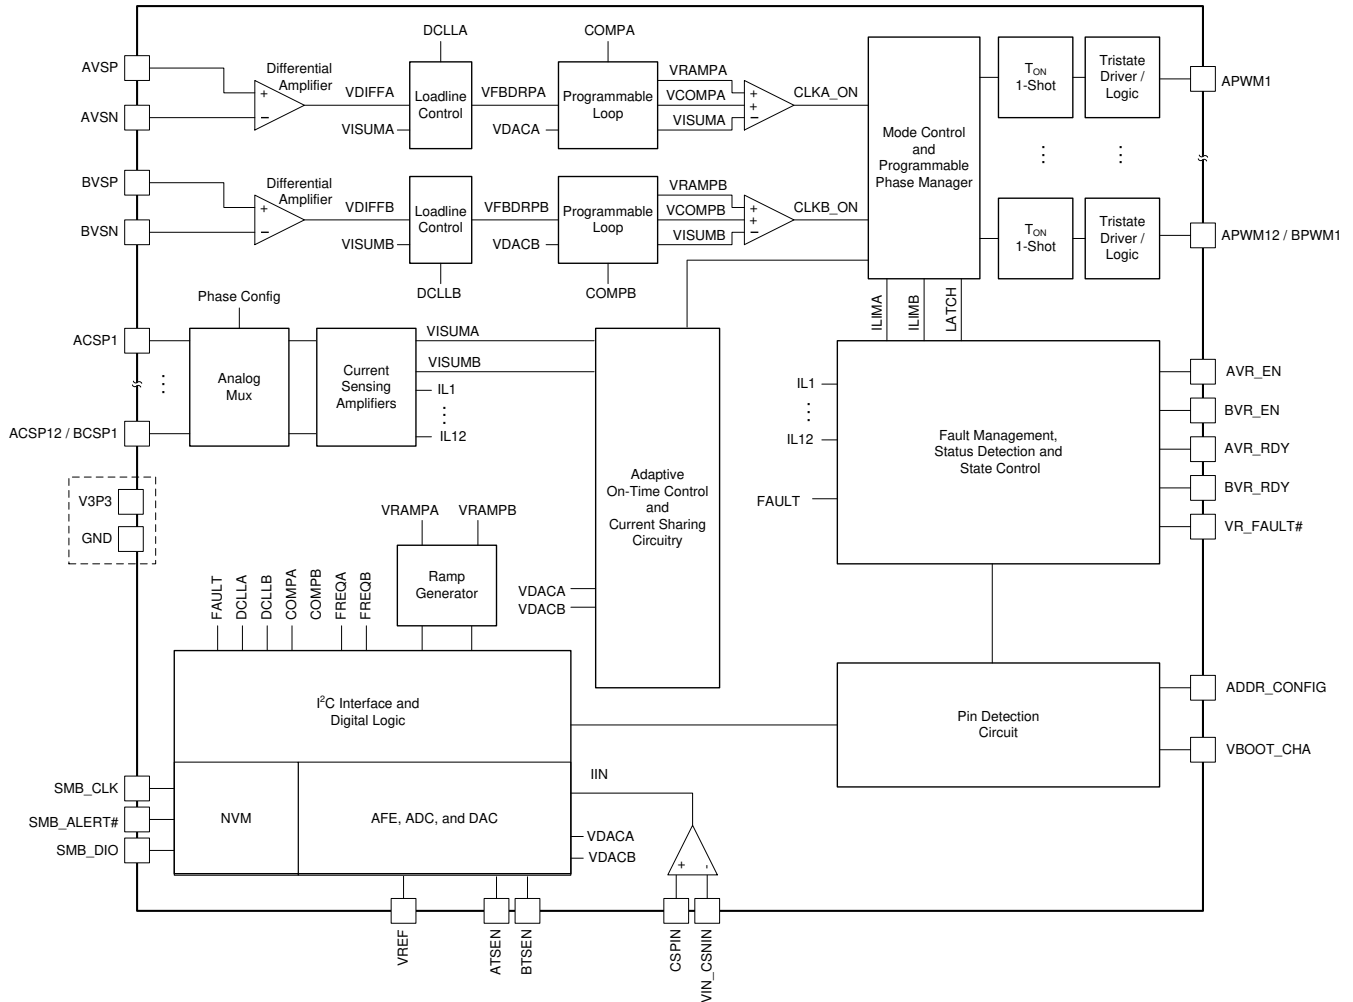 DCLLA
COMPA
AVSP
AVSN
Differential
Amplifier
+
−
VDIFFA
VISUMA
Loadline
Control
VFBDRPA
VDACA
Programmable
Loop
VRAMPA
VCOMPA
VISUMA
+
+
−
CLKA_ON
Mode Control
and
Programmable
Phase Manager
TON
1-Shot
Tristate
Driver /
Logic
APWM1
BVSP
BVSN
Differential
Amplifier
+
−
VDIFFB
VISUMB
Loadline
Control
VFBDRPB
VDACB
Programmable
Loop
VRAMPB
VCOMPB
VISUMB
+
+
−
CLKB_ON
DCLLB
COMPB
TON
1-Shot
Tristate
Driver /
Logic
APWM12 / BPWM1
Phase Config
ACSP1
ACSP12 / BCSP1
Analog
Mux
Current
Sensing
Amplifiers
VISUMA
VISUMB
IL1
IL12
ILIMA
ILIMB
LATCH
IL1
IL12
FAULT
Fault Management,
Status Detection and
State Control
AVR_EN
BVR_EN
AVR_RDY
BVR_RDY
VR_FAULT#
V3P3
GND
Adaptive
On-Time Control
and
Current Sharing
Circuitry
VDACA
VDACB
VRAMPA
VRAMPB
Ramp
Generator
FAULT
DCLLA
DCLLB
COMPA
COMPB
FREQA
FREQB
I2C Interface and
Digital Logic
Pin Detection
Circuit
ADDR_CONFIG
VBOOT_CHA
SMB_CLK
SMB_ALERT#
SMB_DIO
NVM
AFE, ADC, and DAC
IIN
VDACA
VDACB
+
-
VREF
ATSEN
BTSEN
CSPIN
VIN_CSNIN